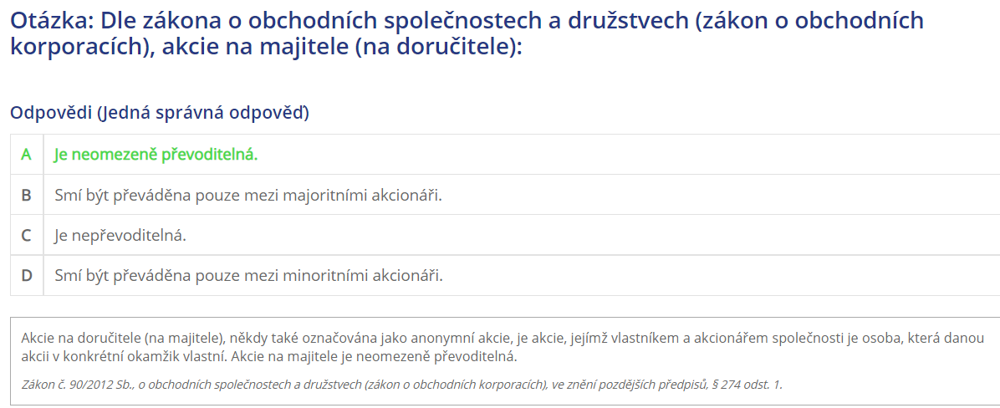 Otázka: Dle zákona o obchodních společnostech a družstvech (zákon o obchodních
korporacích), akcie na majitele (na doručitele):
Odpovědi (Jedná správná odpověď)
A Je neomezeně převoditelná.
B Smí být převáděna pouze mezi majoritními akcionáři.
C Je nepřevoditelná.
D Smí být převáděna pouze mezi minoritními akcionáři.
Akcie na doručitele (na majitele), někdy také označována jako anonymní akcie, je akcie, jejímž vlastníkem a akcionářem společnosti je osoba, která danou
akcii v konkrétní okamžik vlastní. Akcie na majitele je neomezeně převoditelná.
Zákon č. 90/2012 Sb., o obchodních společnostech a družstvech (zákon o obchodních korporacích), ve znění pozdějších předpisů, § 274 odst. 1.